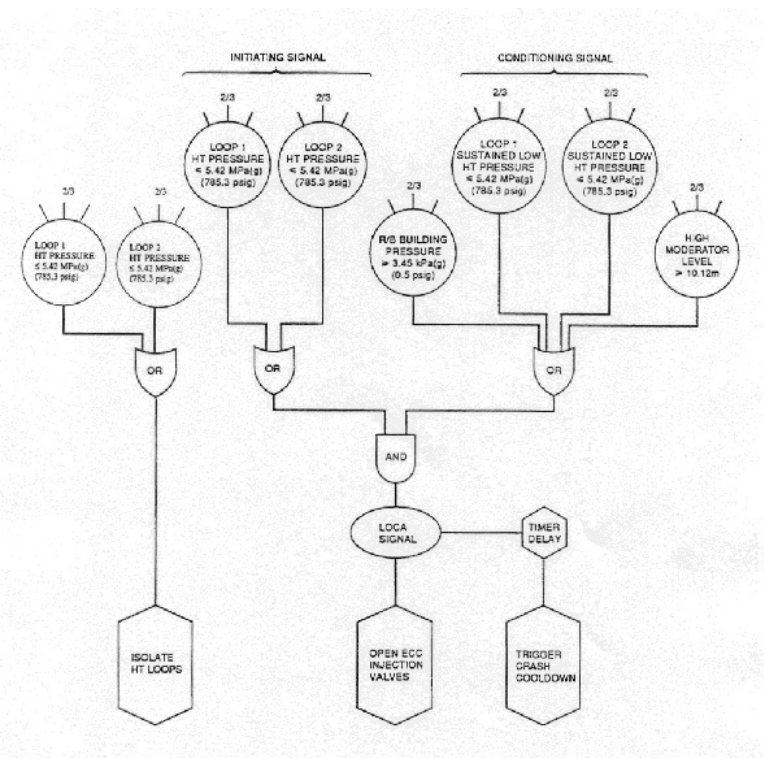 INITIATING SIGNAL
CONDITIONING SIGNAL
2/3
2/3
2/3
2/3
LOOP 1
HT PRESSURE
≤ 5.42 MPa(g)
(785.3 psig)
LOOP 2
HT PRESSURE
≤ 5.42 MPa(g)
(785.3 psig)
LOOP 1
SUSTAINED LOW
HT PRESSURE
≤ 5.42 MPa(g)
(785.3 psig)
LOOP 2
SUSTAINED LOW
HT PRESSURE
≤ 5.42 MPa(g)
(785.3 psig)
2/3
2/3
2/3
2/3
LOOP 1
HT PRESSURE
≤ 5.42 MPa(g)
(785.3 psig)
LOOP 2
HT PRESSURE
≤ 5.42 MPa(g)
(785.3 psig)
R/B BUILDING
PRESSURE
≥ 3.45 kPa(g)
(0.5 psig)
HIGH
MODERATOR
LEVEL
≥ 10.12m
OR
OR
OR
AND
LOCA
SIGNAL
TIMER
DELAY
ISOLATE
HT LOOPS
OPEN ECC
INJECTION
VALVES
TRIGGER
CRASH
COOLDOWN